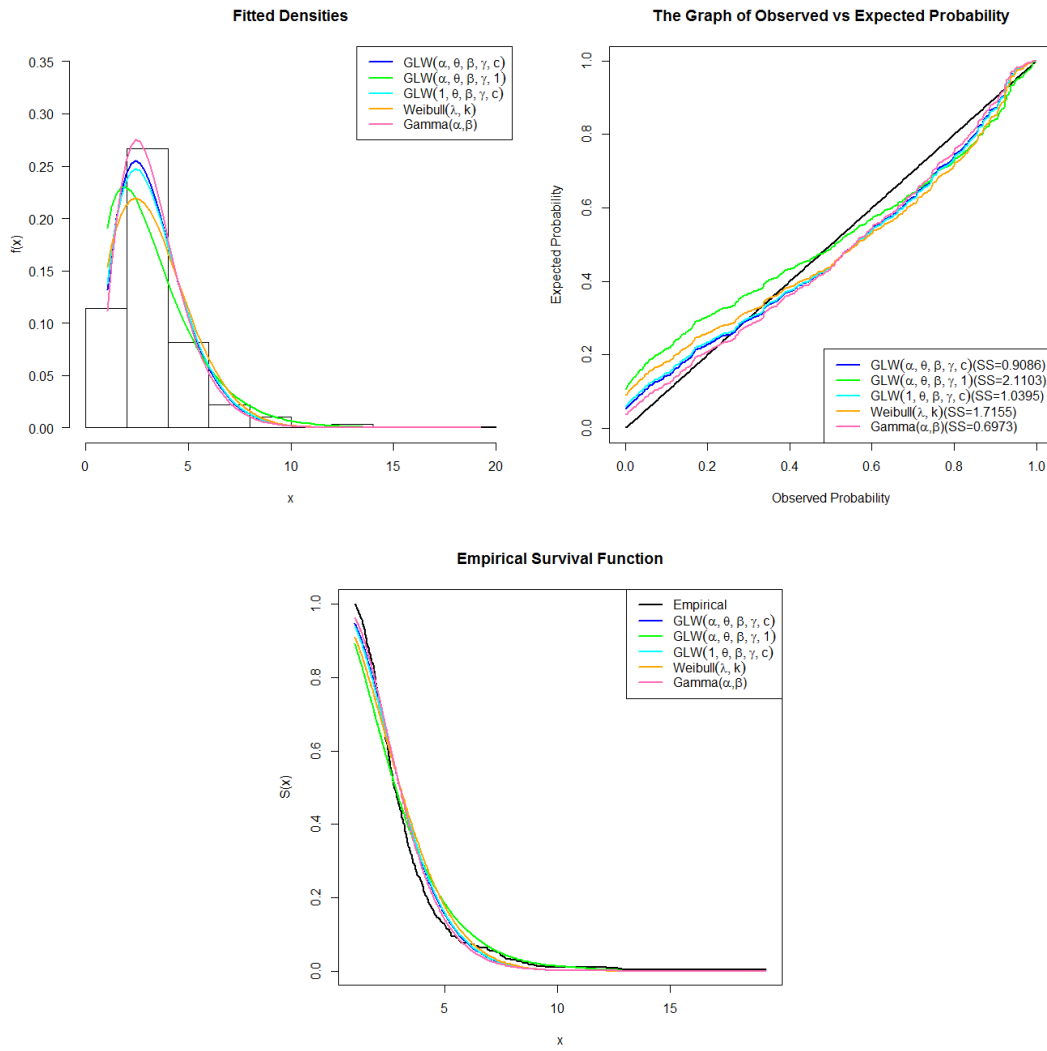 Fitted Densities
f(x)
0.35
0.30
0.25
0.20
0.15
0.10
0.05
0.00
GLW(α, θ, β, γ, c)
GLW(α, θ, β, γ, 1)
GLW(1, θ, β, γ, c)
Weibull(λ, k)
Gamma(α,β)
0 5 10 15 20
x
The Graph of Observed vs Expected Probability
Expected Probability
1.0
0.8
0.6
0.4
0.2
0.0
GLW(α, θ, β, γ, c)(SS=0.9086)
GLW(α, θ, β, γ, 1)(SS=2.1103)
GLW(1, θ, β, γ, c)(SS=1.0395)
Weibull(λ, k)(SS=1.7155)
Gamma(α,β)(SS=0.6973)
0.0 0.2 0.4 0.6 0.8 1.0
Observed Probability
Empirical Survival Function
S(x)
1.0
0.8
0.6
0.4
0.2
0.0
Empirical
GLW(α, θ, β, γ, c)
GLW(α, θ, β, γ, 1)
GLW(1, θ, β, γ, c)
Weibull(λ, k)
Gamma(α,β)
5 10 15
x